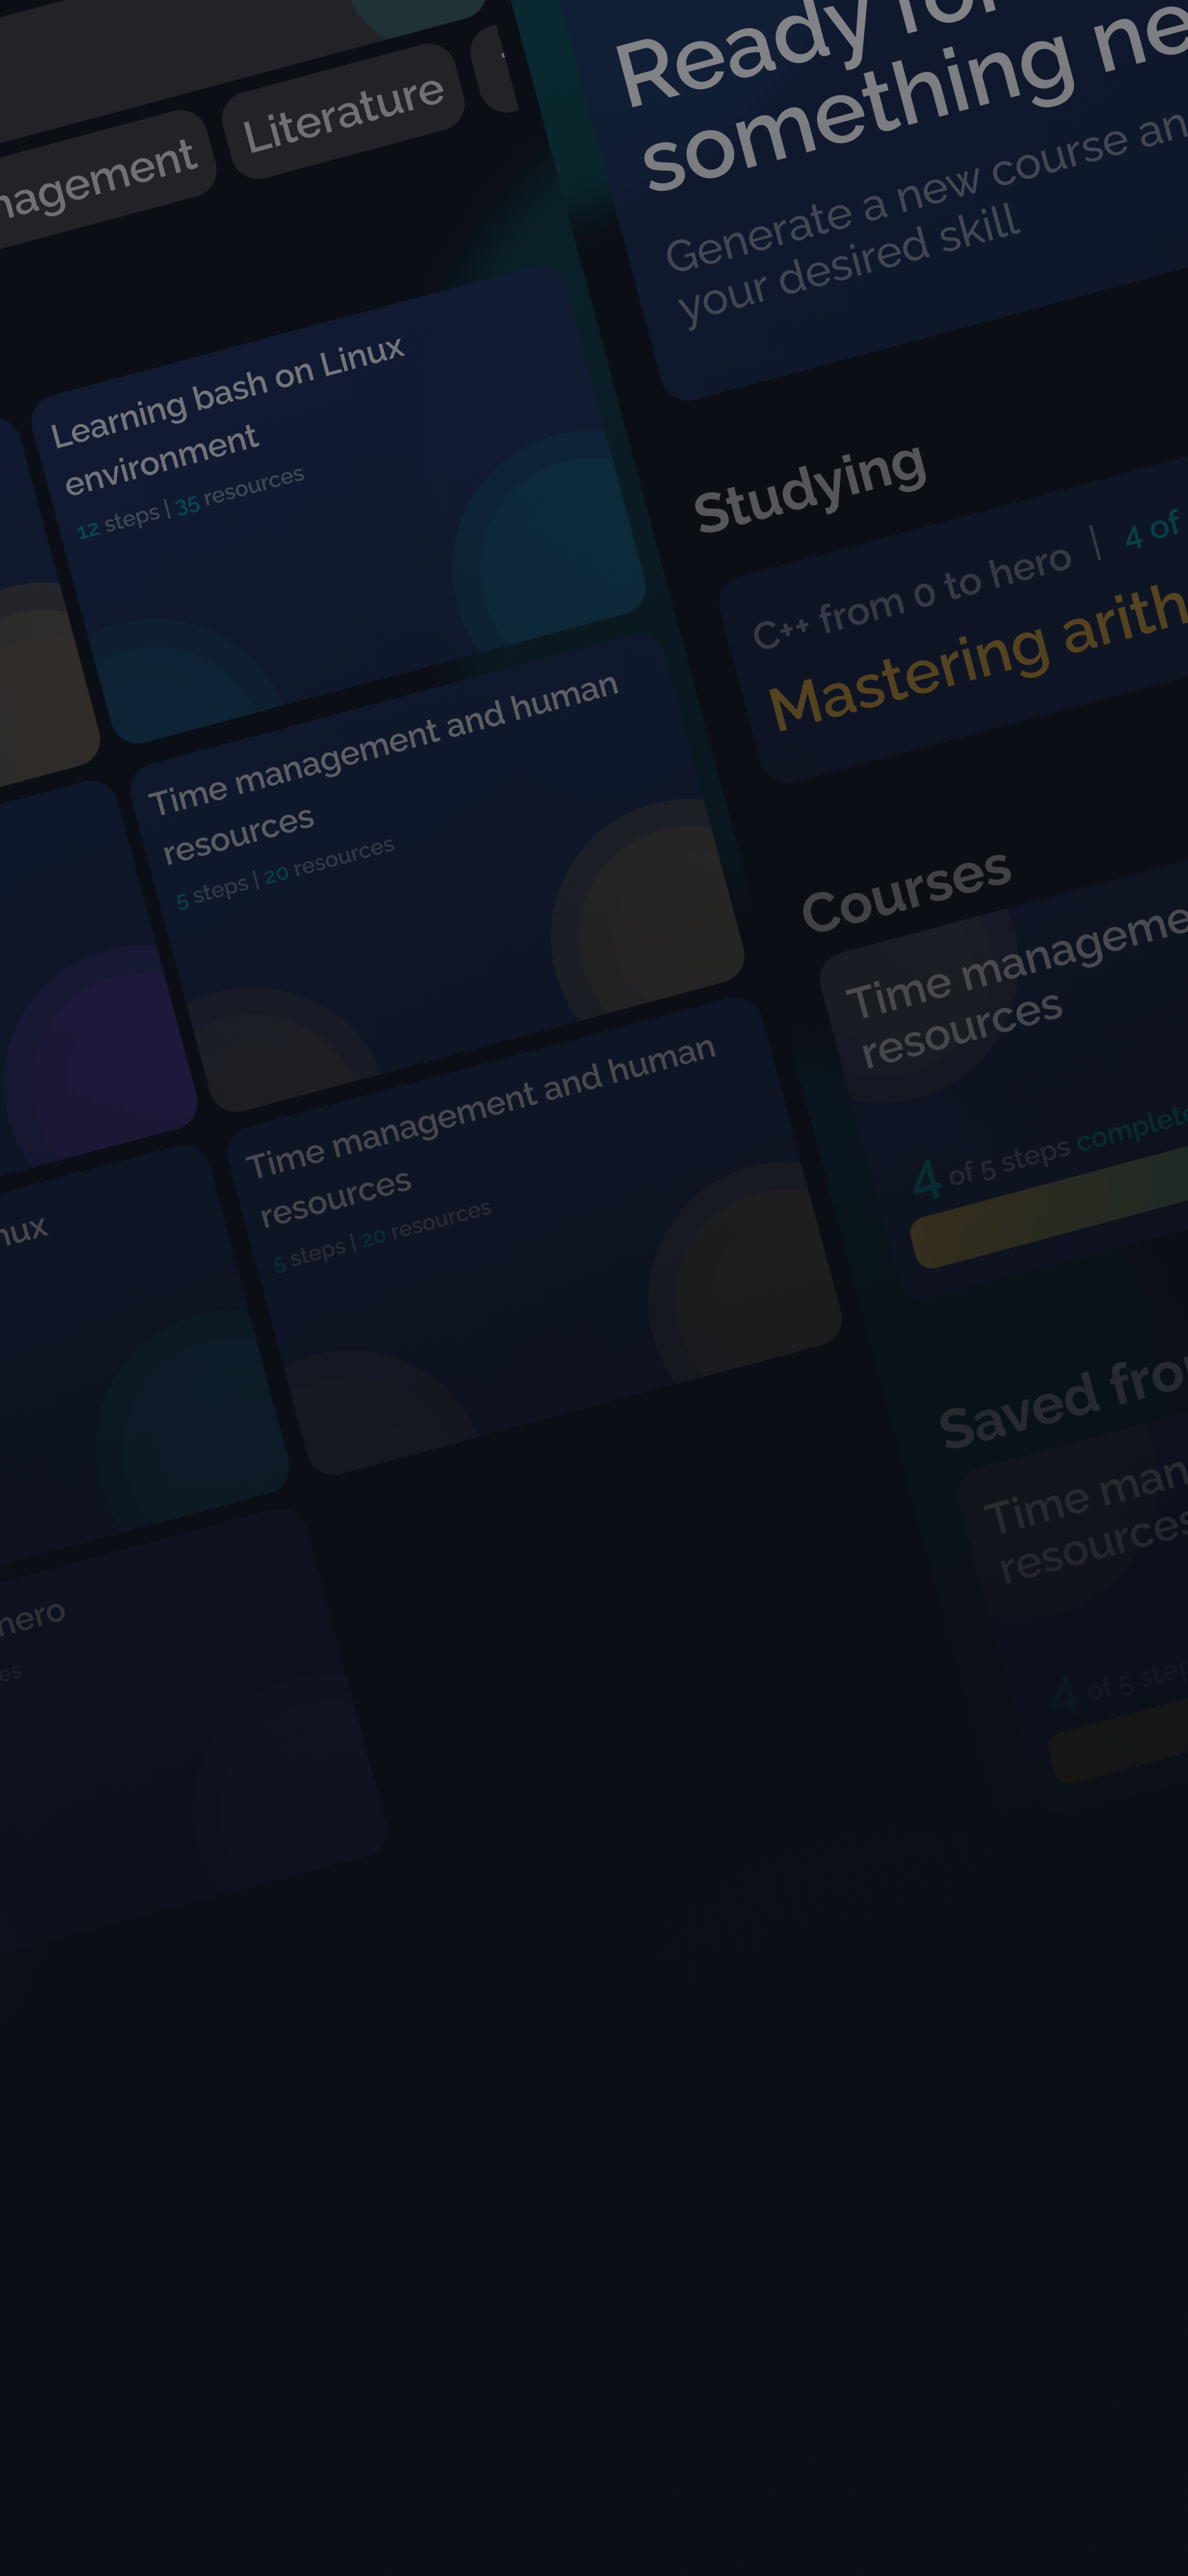 nagement
Literature
Learning bash on Linux
environment
12 steps | 35 resources
Time management and human
resources
5 steps | 20 resources
Time management and human
resources
5 steps | 20 resources
nux
hero
es
Ready for
something ne
Generate a new course an
your desired skill
Studying
C++ from 0 to hero | 4 of
Mastering arith
Courses
Time manageme
resources
4 of 5 steps complete
Saved fro
Time man
resources
4 of 5 step